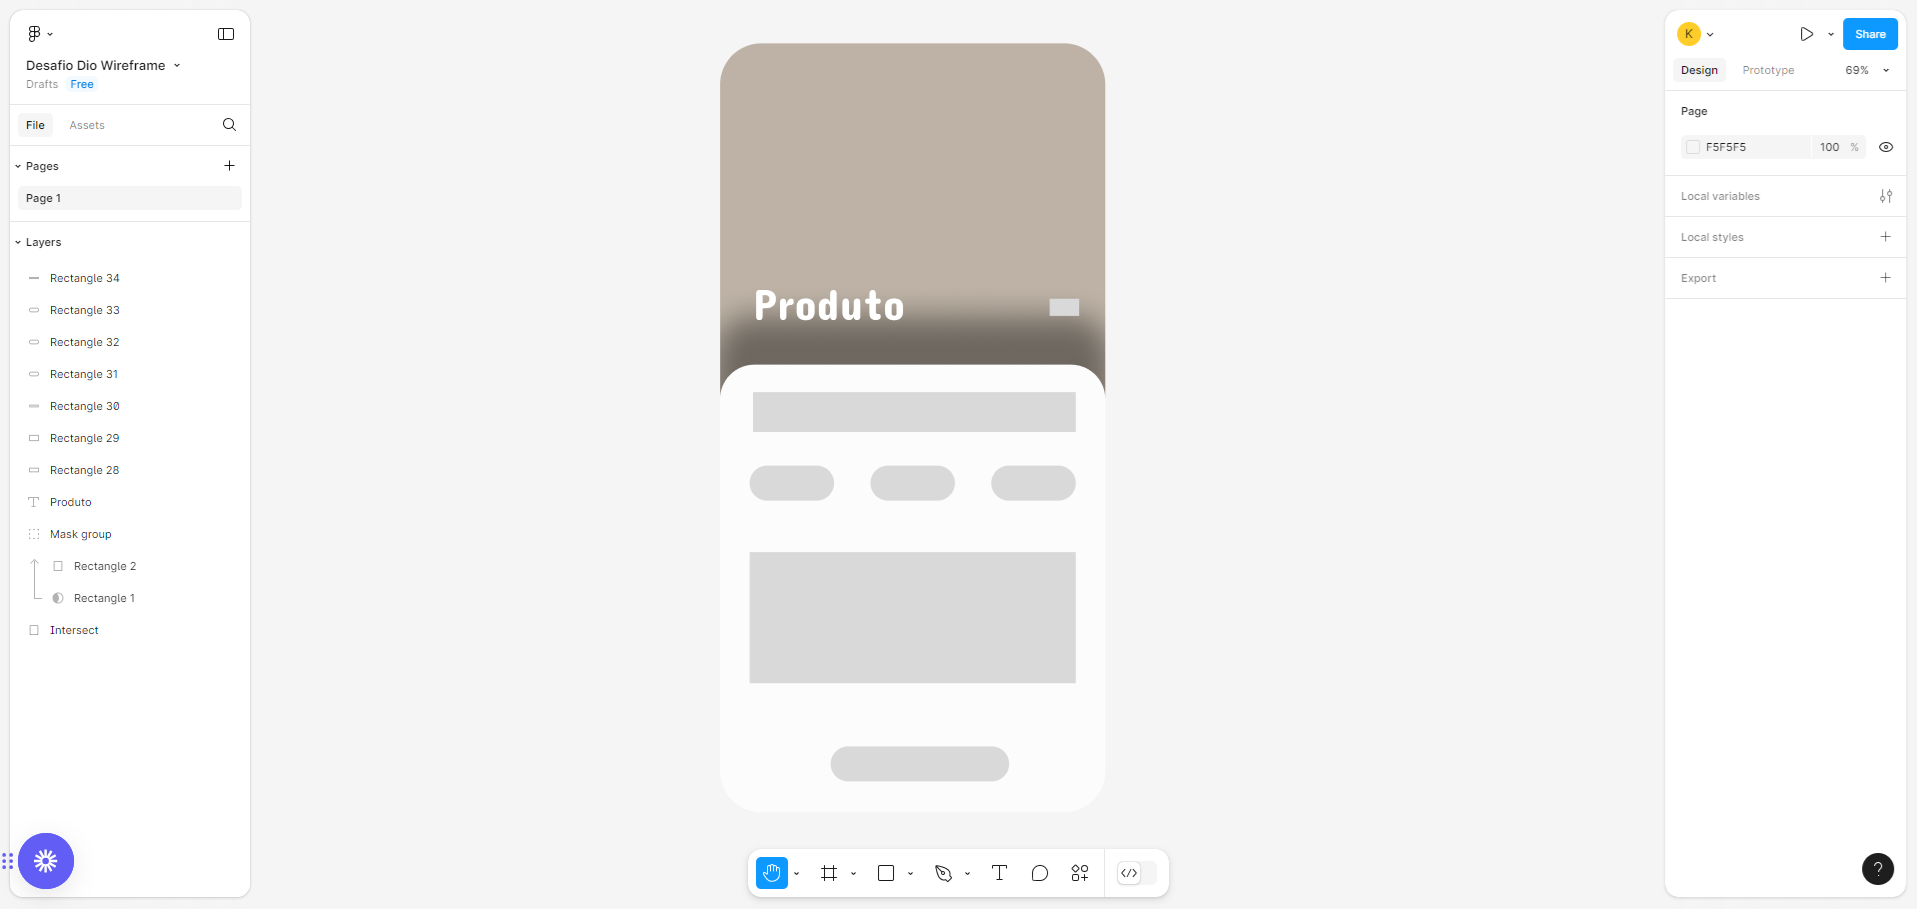 Desafio Dio Wireframe
Drafts Free
File Assets
Pages
Page 1
Layers
Rectangle 34
Rectangle 33
Rectangle 32
Rectangle 31
Rectangle 30
Rectangle 29
Rectangle 28
Produto
Mask group
Rectangle 2
Rectangle 1
Intersect
Produto
K
Share
Design Prototype 69%
Page
F5F5F5 100 %
Local variables
Local styles
Export
?